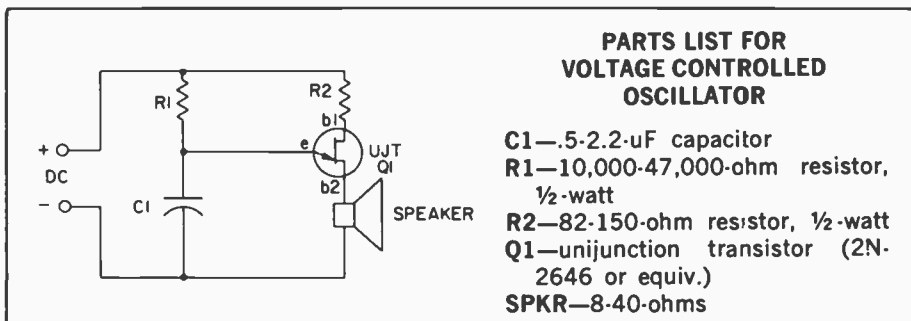 PARTS LIST FOR
VOLTAGE CONTROLLED
OSCILLATOR
C1—.5-2.2-uF capacitor
R1—10,000-47,000-ohm resistor,
½-watt
R2—82-150-ohm resistor, ½-watt
Q1—unijunction transistor (2N-
2646 or equiv.)
SPKR—8-40-ohms
R1
R2
b1
e
UJT
Q1
b2
+
DC
-
C1
SPEAKER